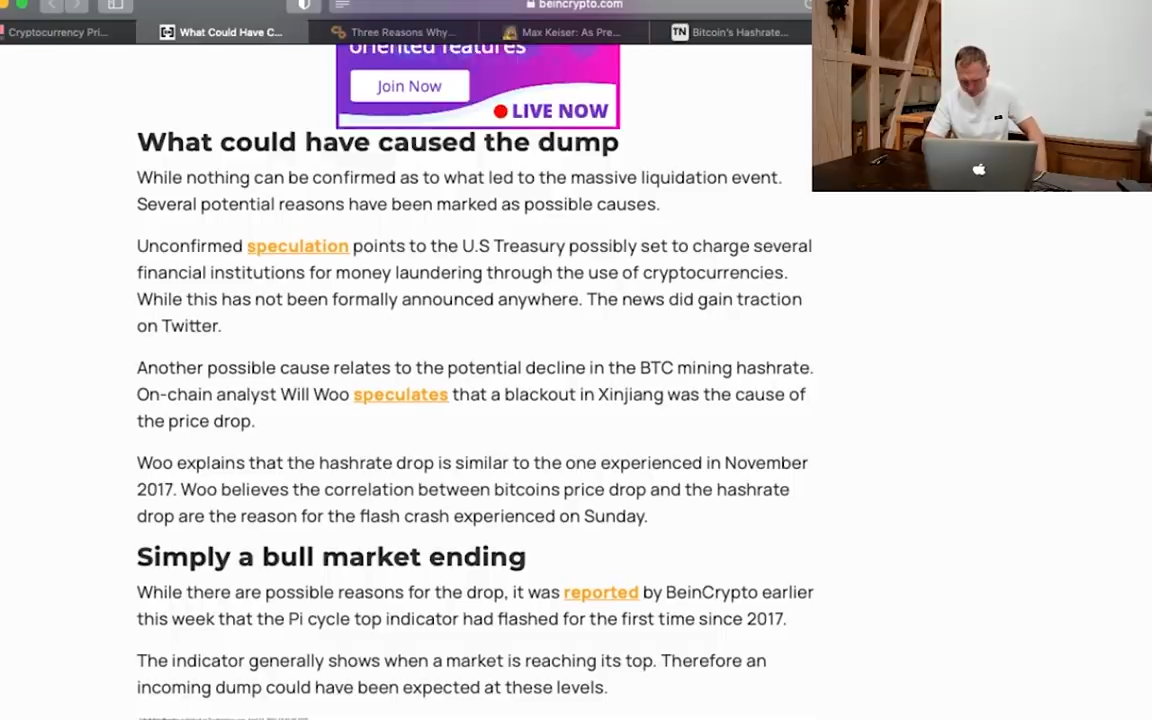 beincrypto.com
Cryptocurrency Pri...
What Could Have C...
Three Reasons Why...
Max Keiser: As Pre...
TN
Bitcoin's Hashrate...
oriented features
Join Now
LIVE NOW
What could have caused the dump
While nothing can be confirmed as to what led to the massive liquidation event.
Several potential reasons have been marked as possible causes.
Unconfirmed speculation points to the U.S Treasury possibly set to charge several
financial institutions for money laundering through the use of cryptocurrencies.
While this has not been formally announced anywhere. The news did gain traction
on Twitter.
Another possible cause relates to the potential decline in the BTC mining hashrate.
On-chain analyst Will Woo speculates that a blackout in Xinjiang was the cause of
the price drop.
Woo explains that the hashrate drop is similar to the one experienced in November
2017. Woo believes the correlation between bitcoins price drop and the hashrate
drop are the reason for the flash crash experienced on Sunday.
Simply a bull market ending
While there are possible reasons for the drop, it was reported by BeinCrypto earlier
this week that the Pi cycle top indicator had flashed for the first time since 2017.
The indicator generally shows when a market is reaching its top. Therefore an
incoming dump could have been expected at these levels.